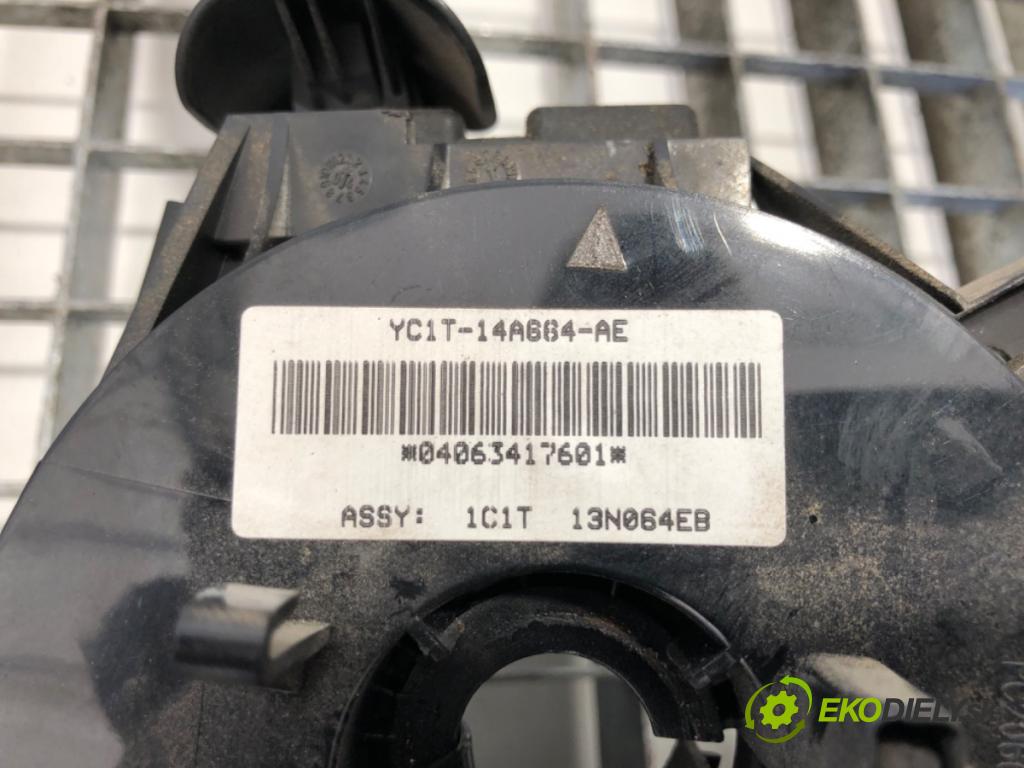 YC1T-14A664-AE
*04063417601*
ASSY: 1C1T 13N064EB
EKODIELY